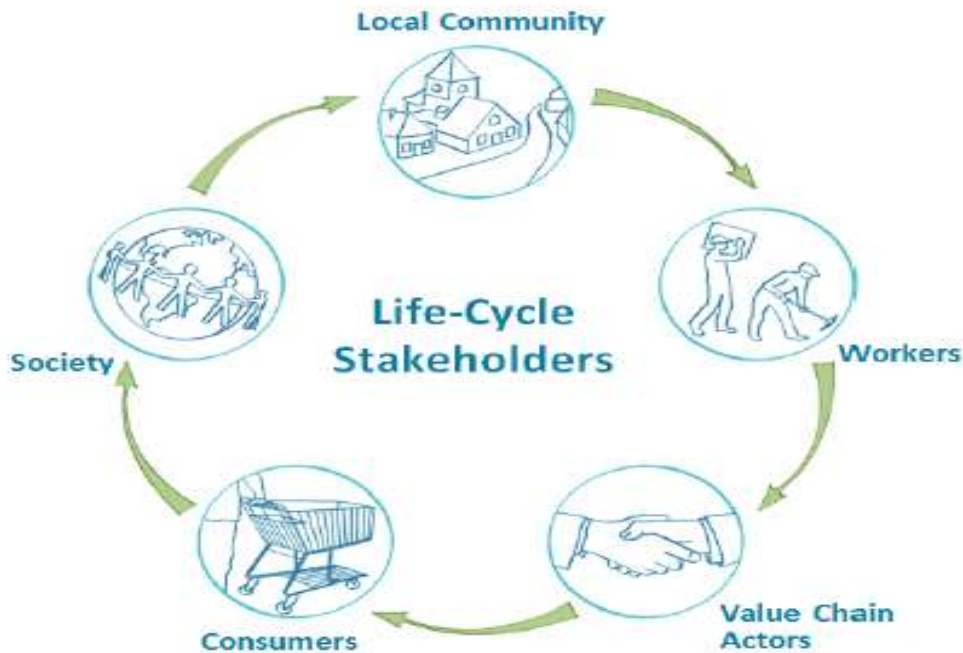 Local Community
Life-Cycle
Stakeholders
Society
Workers
Consumers
Value Chain
Actors